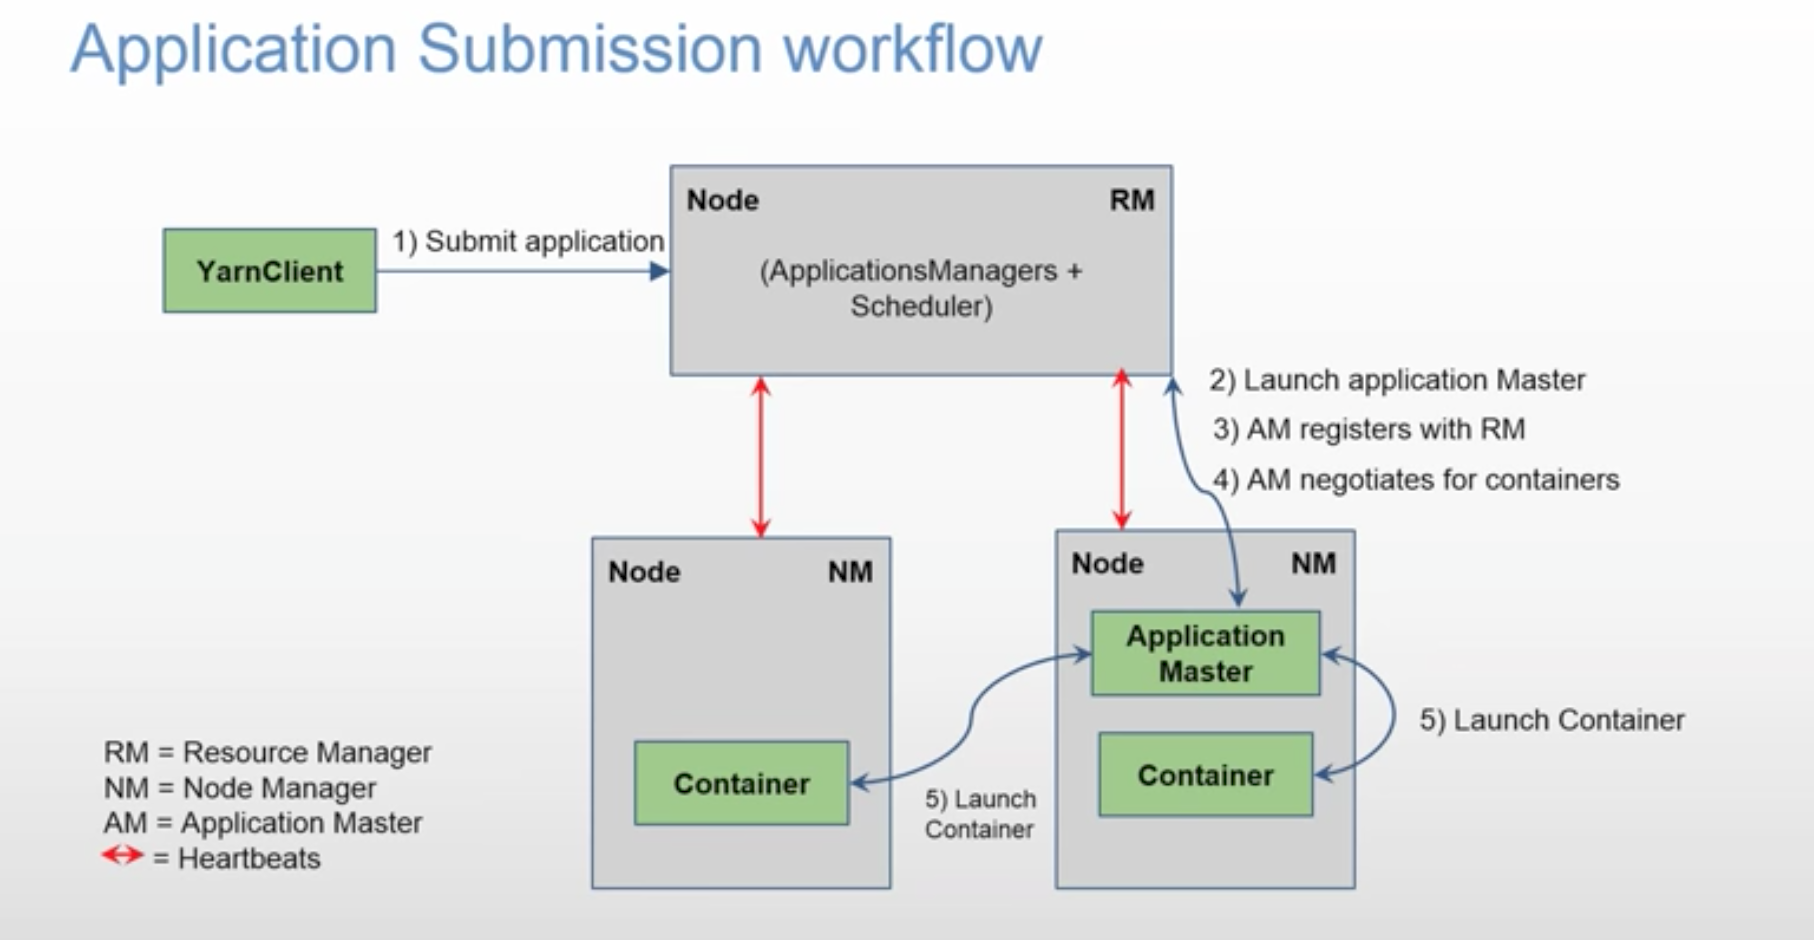 Application Submission workflow
Node
RM
YarnClient
1) Submit application
(ApplicationsManagers +
Scheduler)
2) Launch application Master
3) AM registers with RM
4) AM negotiates for containers
Node
NM
Container
5) Launch
Container
Node
NM
Application
Master
Container
5) Launch Container
RM = Resource Manager
NM = Node Manager
AM = Application Master
= Heartbeats